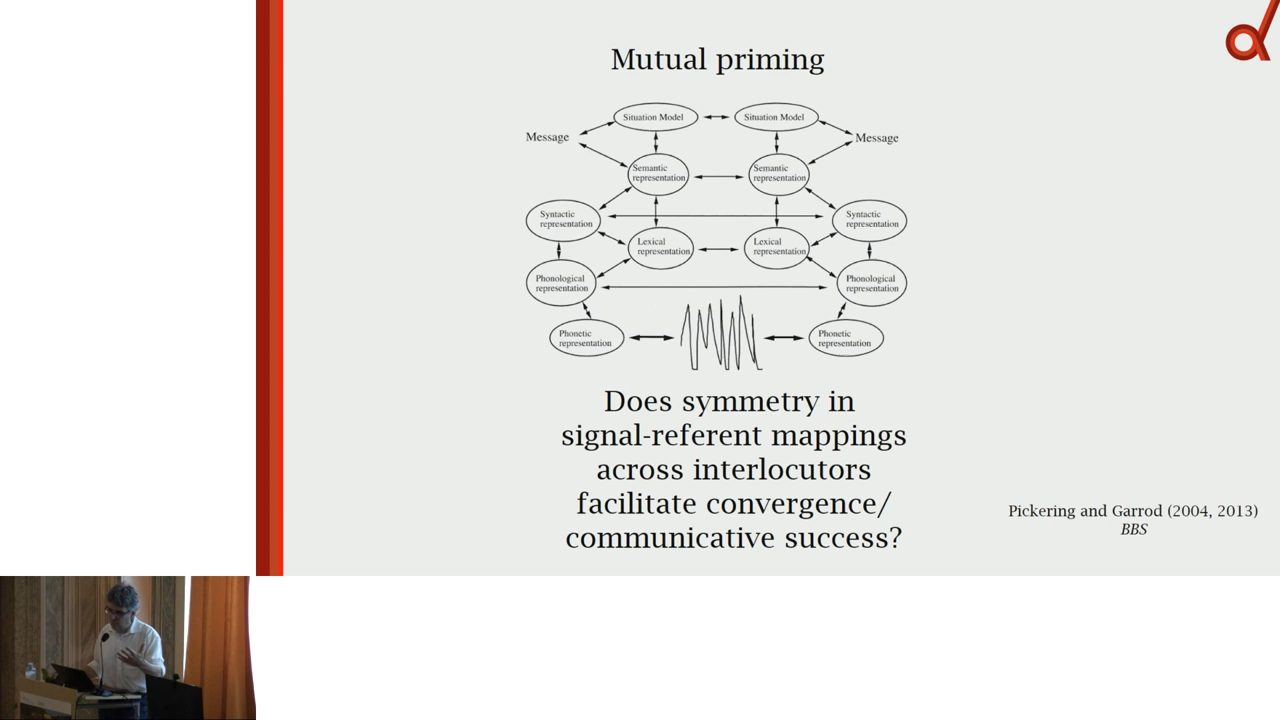 Mutual priming
Situation Model
Situation Model
Message
Message
Semantic
representation
Semantic
representation
Syntactic
representation
Syntactic
representation
Lexical
representation
Lexical
representation
Phonological
representation
Phonological
representation
Phonetic
representation
Phonetic
representation
Does symmetry in
signal-referent mappings
across interlocutors
facilitate convergence/
communicative success?
Pickering and Garrod (2004, 2013)
BBS